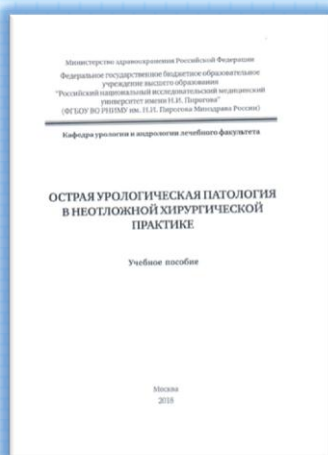 Министерство здравоохранения Российской Федерации
Федеральное государственное бюджетное образовательное
учреждение высшего образования
"Российский национальный исследовательский медицинский
университет имени Н.И. Пирогова"
(ФГБОУ ВО РНИМУ им. Н.И. Пирогова Минздрава России)
Кафедра урологии и андрологии лечебного факультета
ОСТРАЯ УРОЛОГИЧЕСКАЯ ПАТОЛОГИЯ
В НЕОТЛОЖНОЙ ХИРУРГИЧЕСКОЙ
ПРАКТИКЕ
Учебное пособие
Москва
2018